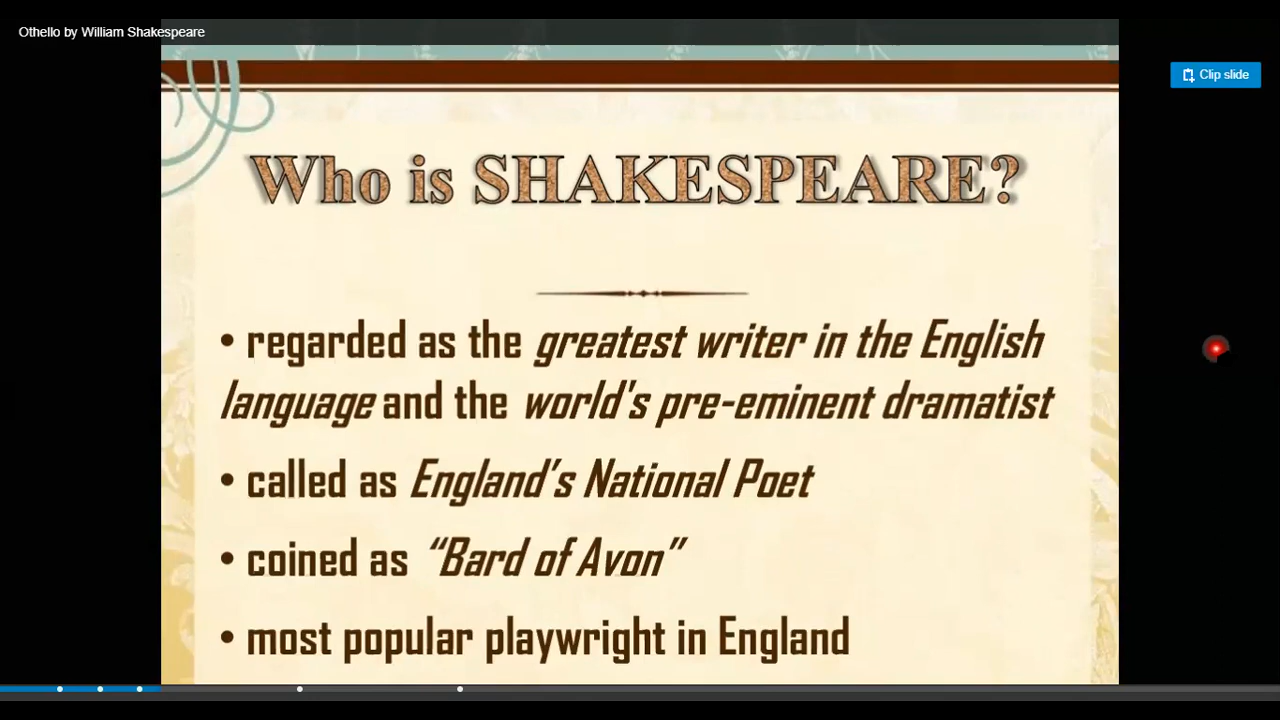 Othello by William Shakespeare
Clip slide
Who is SHAKESPEARE?
• regarded as the greatest writer in the English
language and the world's pre-eminent dramatist
• called as England’s National Poet
• coined as “Bard of Avon”
• most popular playwright in England